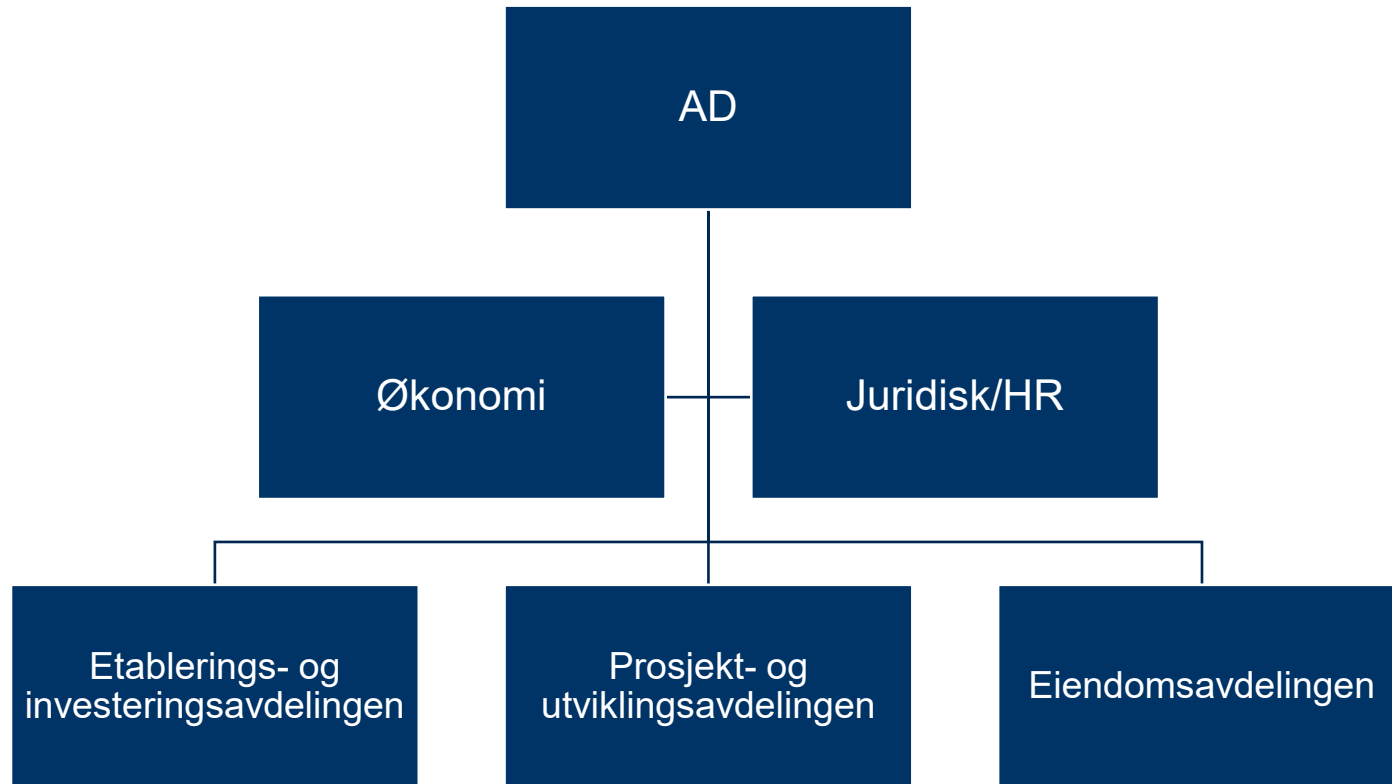 AD
Økonomi
Juridisk/HR
Etablerings- og
investeringsavdelingen
Prosjekt- og
utviklingsavdelingen
Eiendomsavdelingen